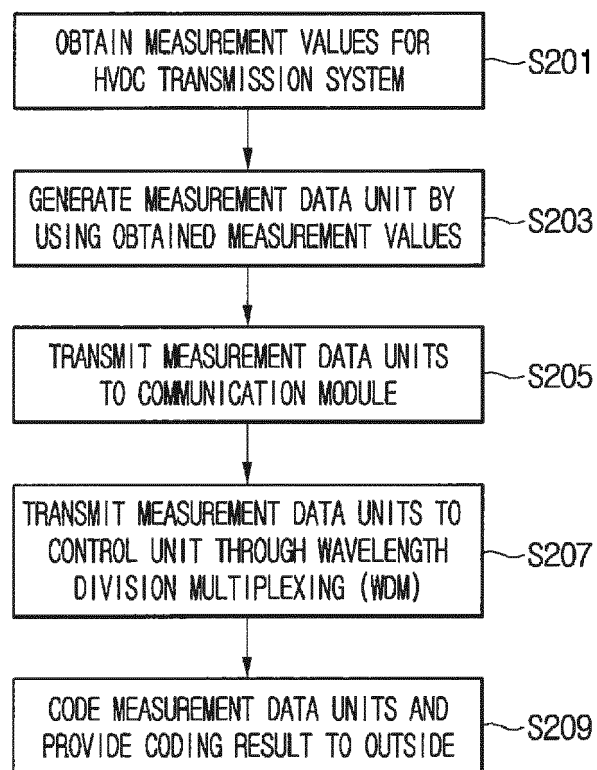 OBTAIN MEASUREMENT VALUES FOR
HVDC TRANSMISSION SYSTEM
S201
GENERATE MEASUREMENT DATA UNIT BY
USING OBTAINED MEASUREMENT VALUES
S203
TRANSMIT MEASUREMENT DATA UNITS
TO COMMUNICATION MODULE
S205
TRANSMIT MEASUREMENT DATA UNITS TO
CONTROL UNIT THROUGH WAVELENGTH
DIVISION MULTIPLEXING (WDM)
S207
CODE MEASUREMENT DATA UNITS AND
PROVIDE CODING RESULT TO OUTSIDE
S209